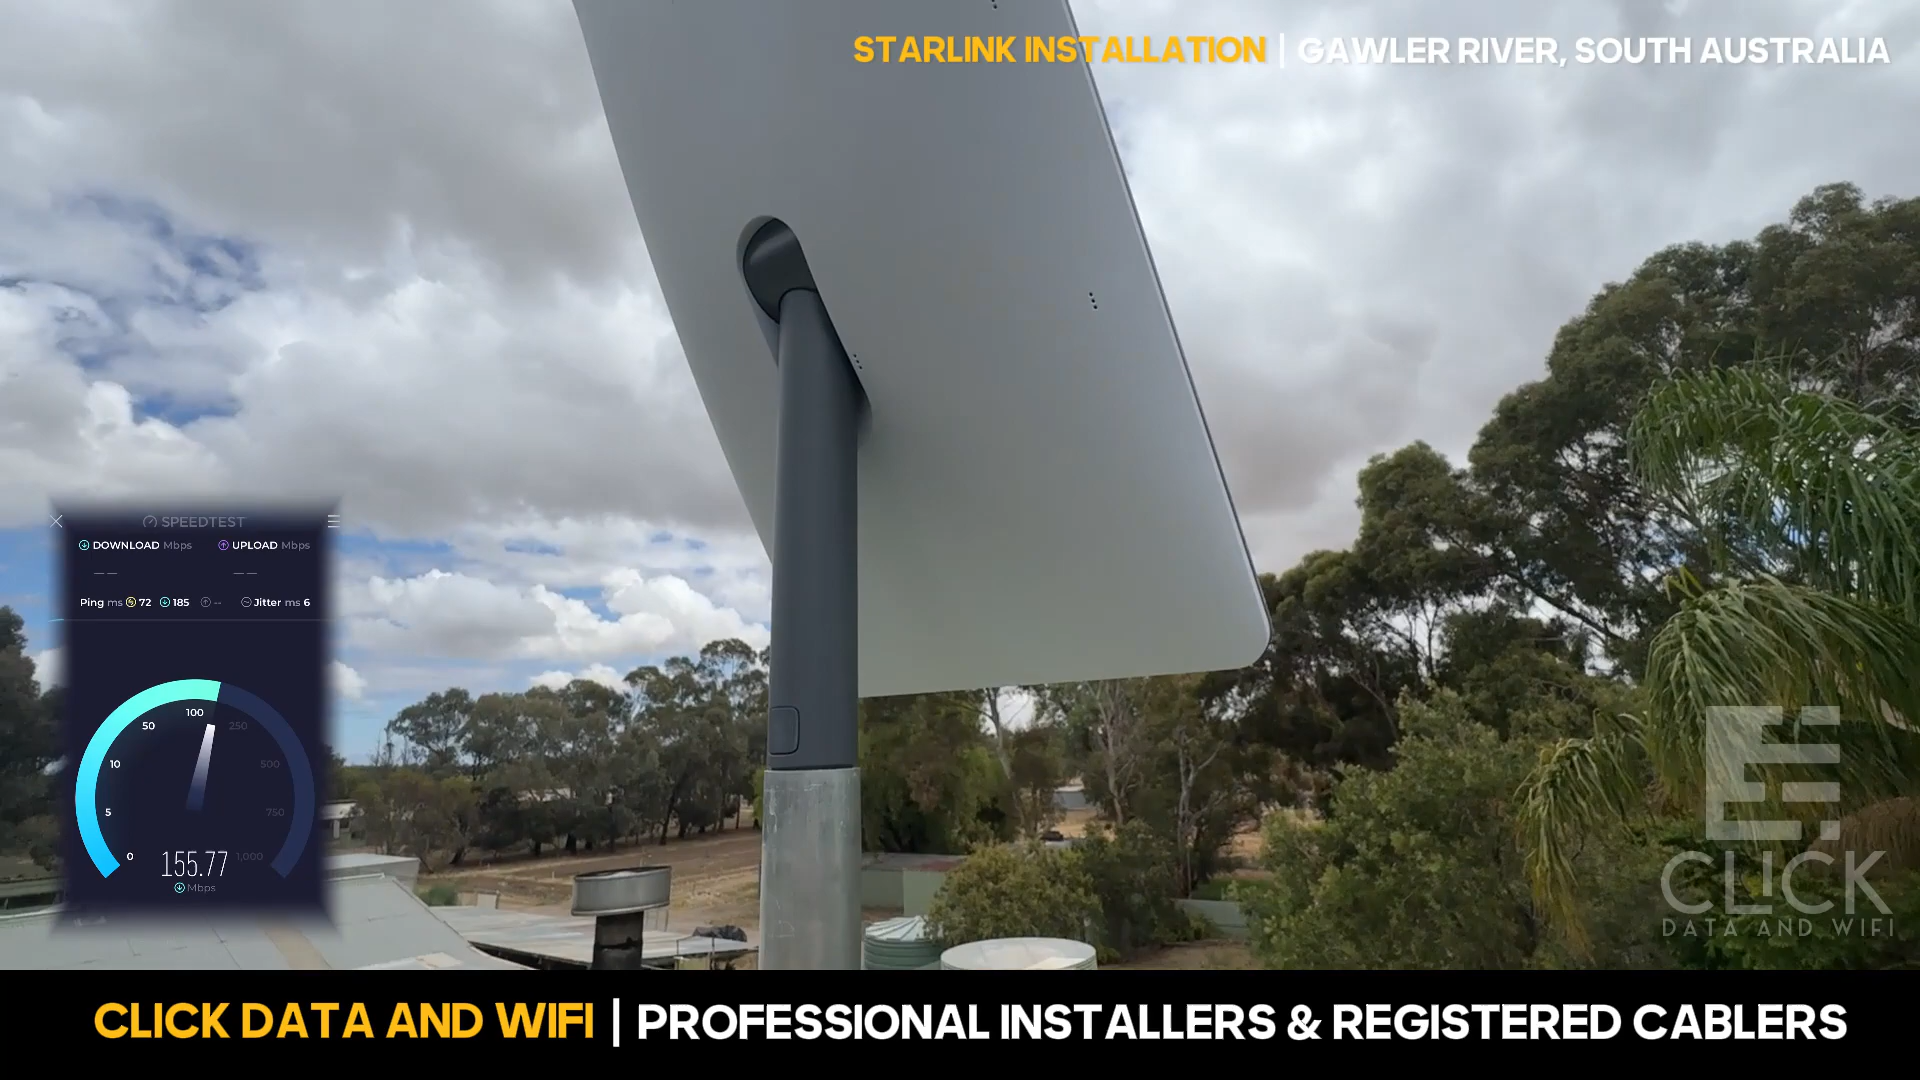 STARLINK INSTALLATION | GAWLER RIVER, SOUTH AUSTRALIA
SPEEDTEST
DOWNLOAD Mbps UPLOAD Mbps
Ping ms 72 185 -- Jitter ms 6
0
5
10
50
100
250
500
750
1,000
155.77
Mbps
CLICK
DATA AND WIFI
CLICK DATA AND WIFI | PROFESSIONAL INSTALLERS & REGISTERED CABLERS